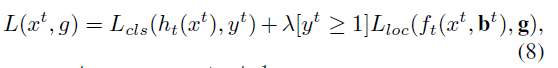 L(x^t, g) = L_{cls}(h_t(x^t), y^t) + λ[y^t ≥ 1]L_{loc}(f_t(x^t, b^t), g),
(8)